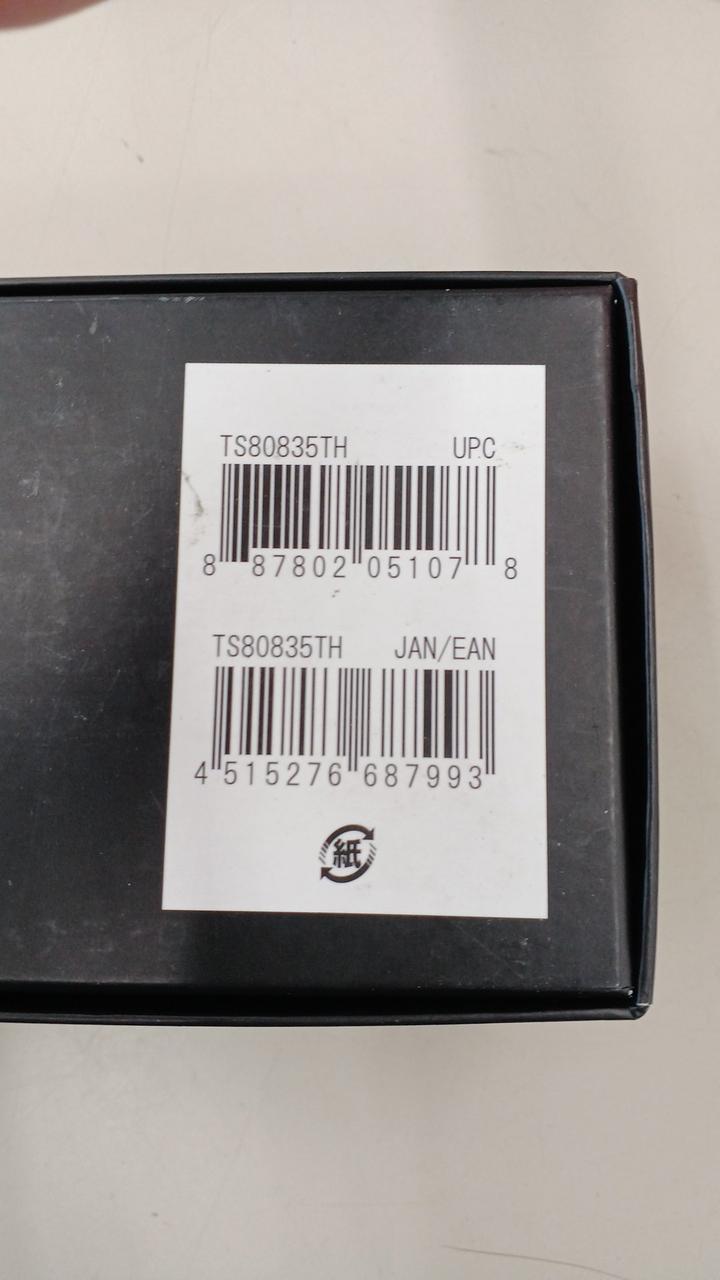 TS80835TH UPC
8 87802 05107 8
TS80835TH JAN/EAN
4 515276 687993
紙